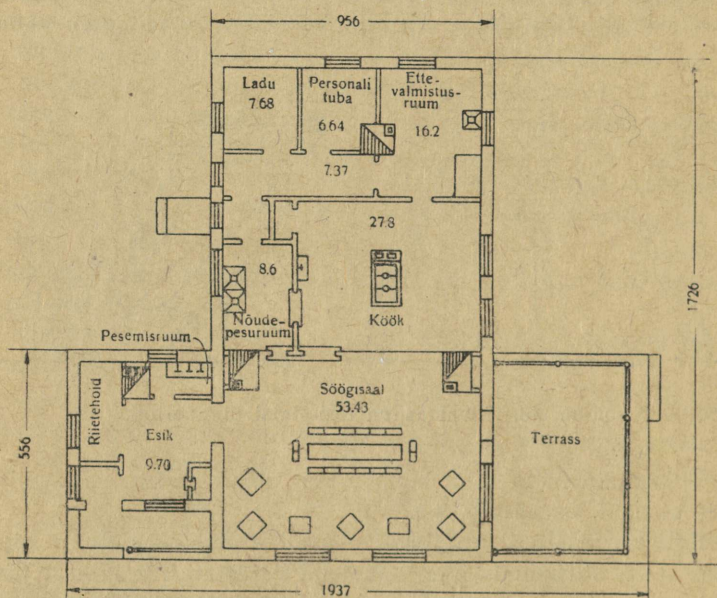 956
Ladu
7.68
Personali
tuba
6.64
Ette-
valmistus-
ruum
16.2
7.37
27.8
8.6
Nõude-
pesuruum
Köök
1726
Pesemisruum
Riietehoid
Esik
9.70
556
Söögisaal
53.43
Terrass
1937